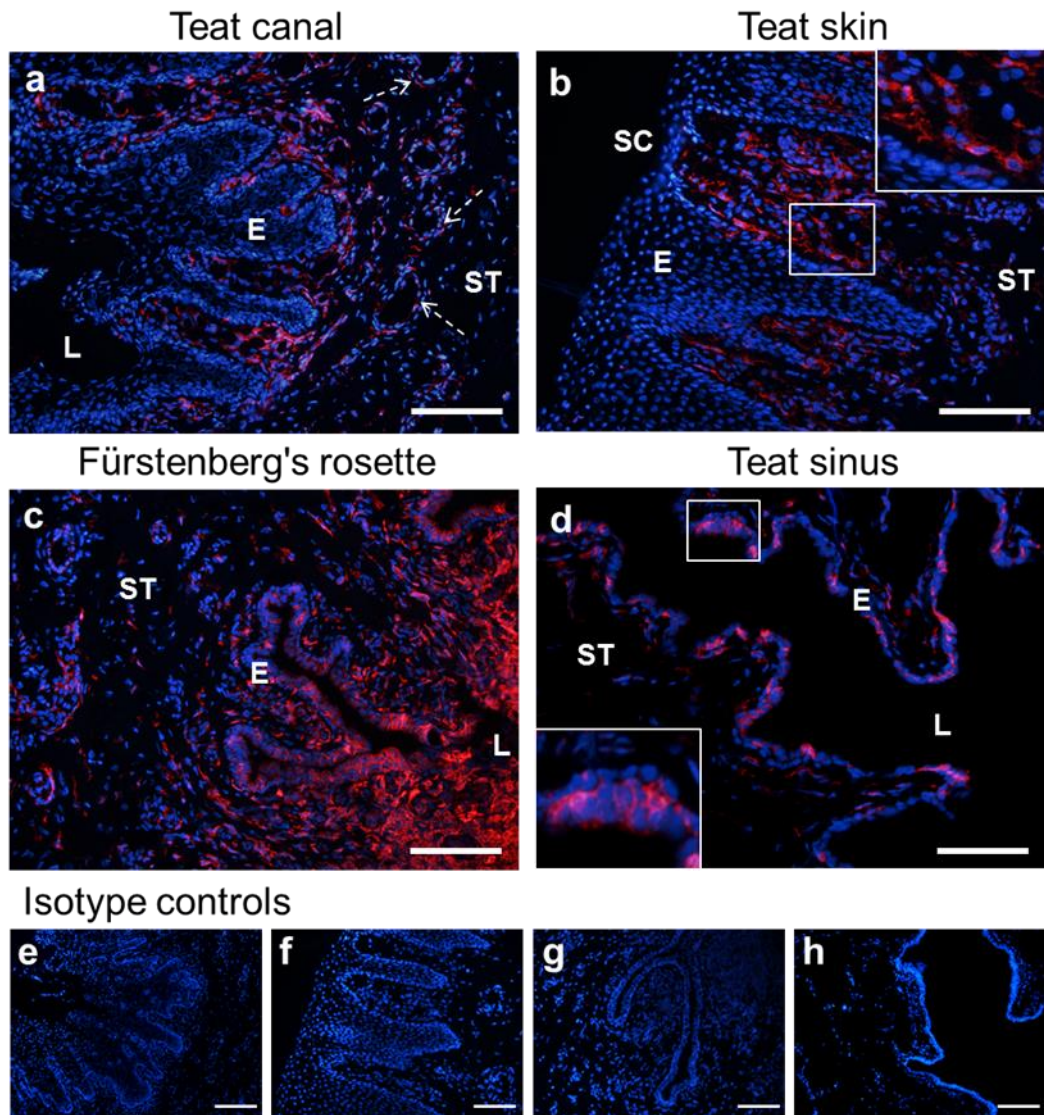 Teat canal
Teat skin
a
E
ST
L
b
SC
E
ST
Fürstenberg's rosette
Teat sinus
c
ST
E
L
d
E
ST
L
Isotype controls
e
f
g
h